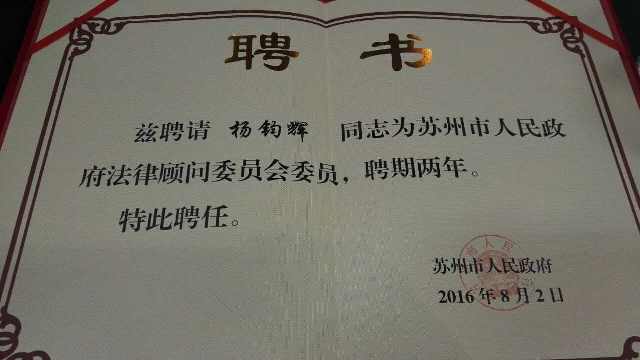 聘书
兹聘请 杨钧辉 同志为苏州市人民政
府法律顾问委员会委员，聘期两年。
特此聘任。
苏州市人民政府
2016年8月2日